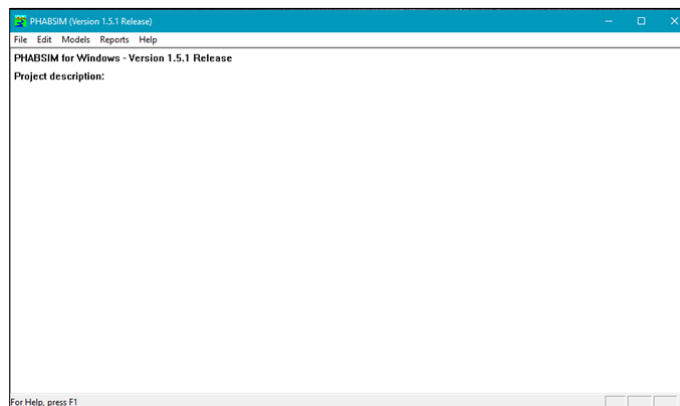 PHABSIM (Version 1.5.1 Release)
File Edit Models Reports Help
PHABSIM for Windows - Version 1.5.1 Release
Project description:
For Help, press F1